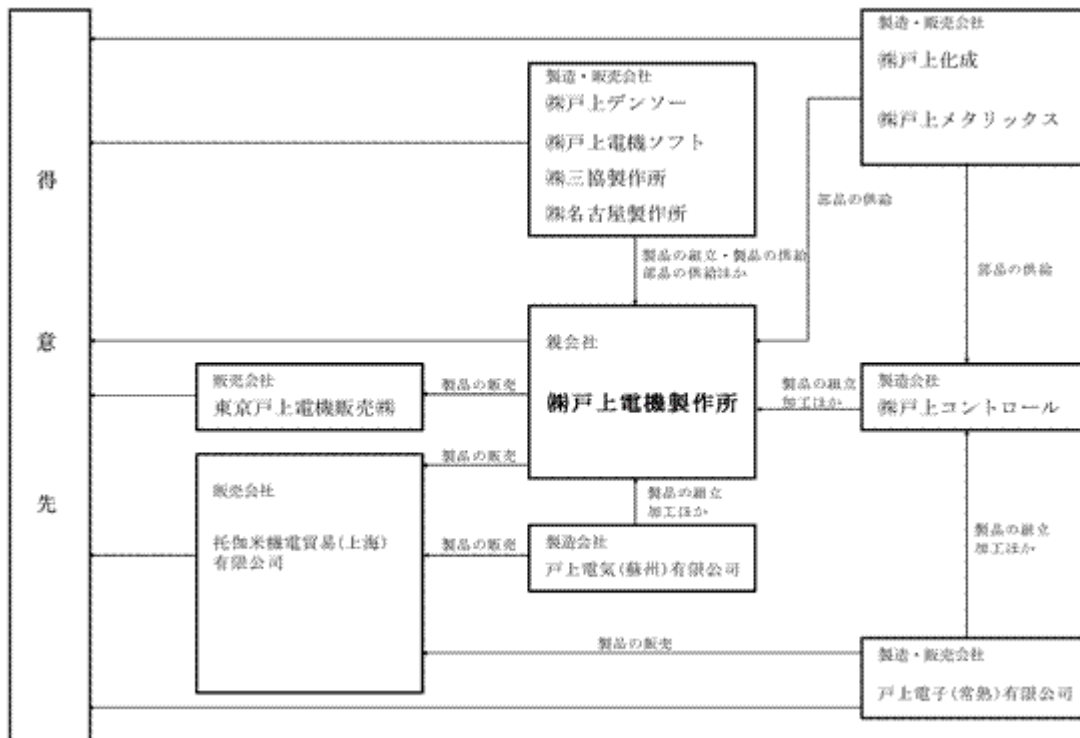 製造・販売会社
㈱戸上化成
㈱戸上メタリックス
製造・販売会社
㈱戸上デンソー
㈱戸上電機ソフト
㈱三協製作所
㈱名古屋製作所
得
意
先
部品の供給
製品の組立・製品の供給
部品の供給ほか
部品の供給
親会社
㈱戸上電機製作所
販売会社
東京戸上電機販売㈱
製品の販売
製品の組立
加工ほか
製造会社
㈱戸上コントロール
製品の販売
販売会社
托伽米機電貿易(上海)
有限公司
製品の組立
加工ほか
製品の販売
製造会社
戸上電気(蘇州)有限公司
製品の組立
加工ほか
製品の販売
製造・販売会社
戸上電子(常熟)有限公司